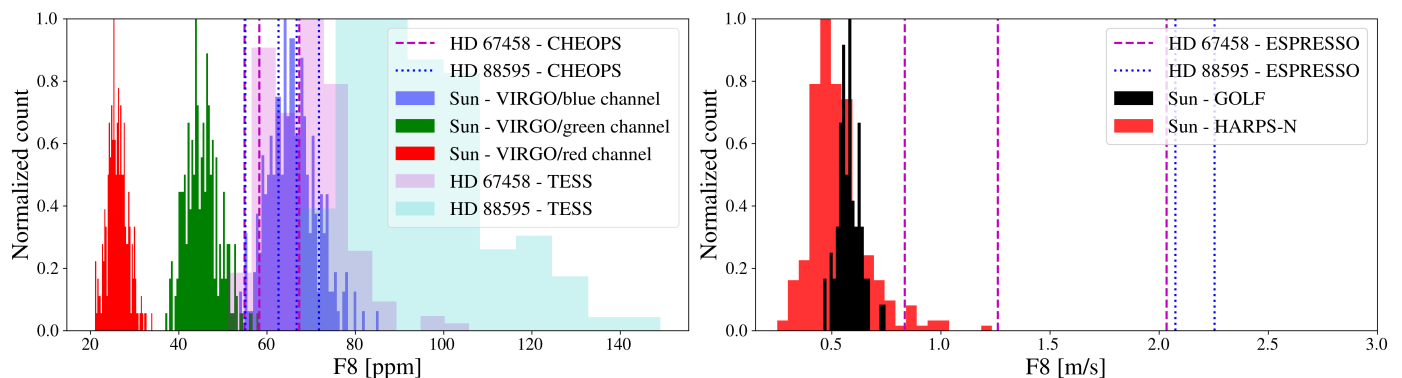 1.0
0.8
0.6
0.4
0.2
0.0
Normalized count
20
40
60
80
100
120
140
F8 [ppm]
HD 67458 - CHEOPS
HD 88595 - CHEOPS
Sun - VIRGO/blue channel
Sun - VIRGO/green channel
Sun - VIRGO/red channel
HD 67458 - TESS
HD 88595 - TESS
1.0
0.8
0.6
0.4
0.2
0.0
Normalized count
0.5
1.0
1.5
2.0
2.5
3.0
F8 [m/s]
HD 67458 - ESPRESSO
HD 88595 - ESPRESSO
Sun - GOLF
Sun - HARPS-N